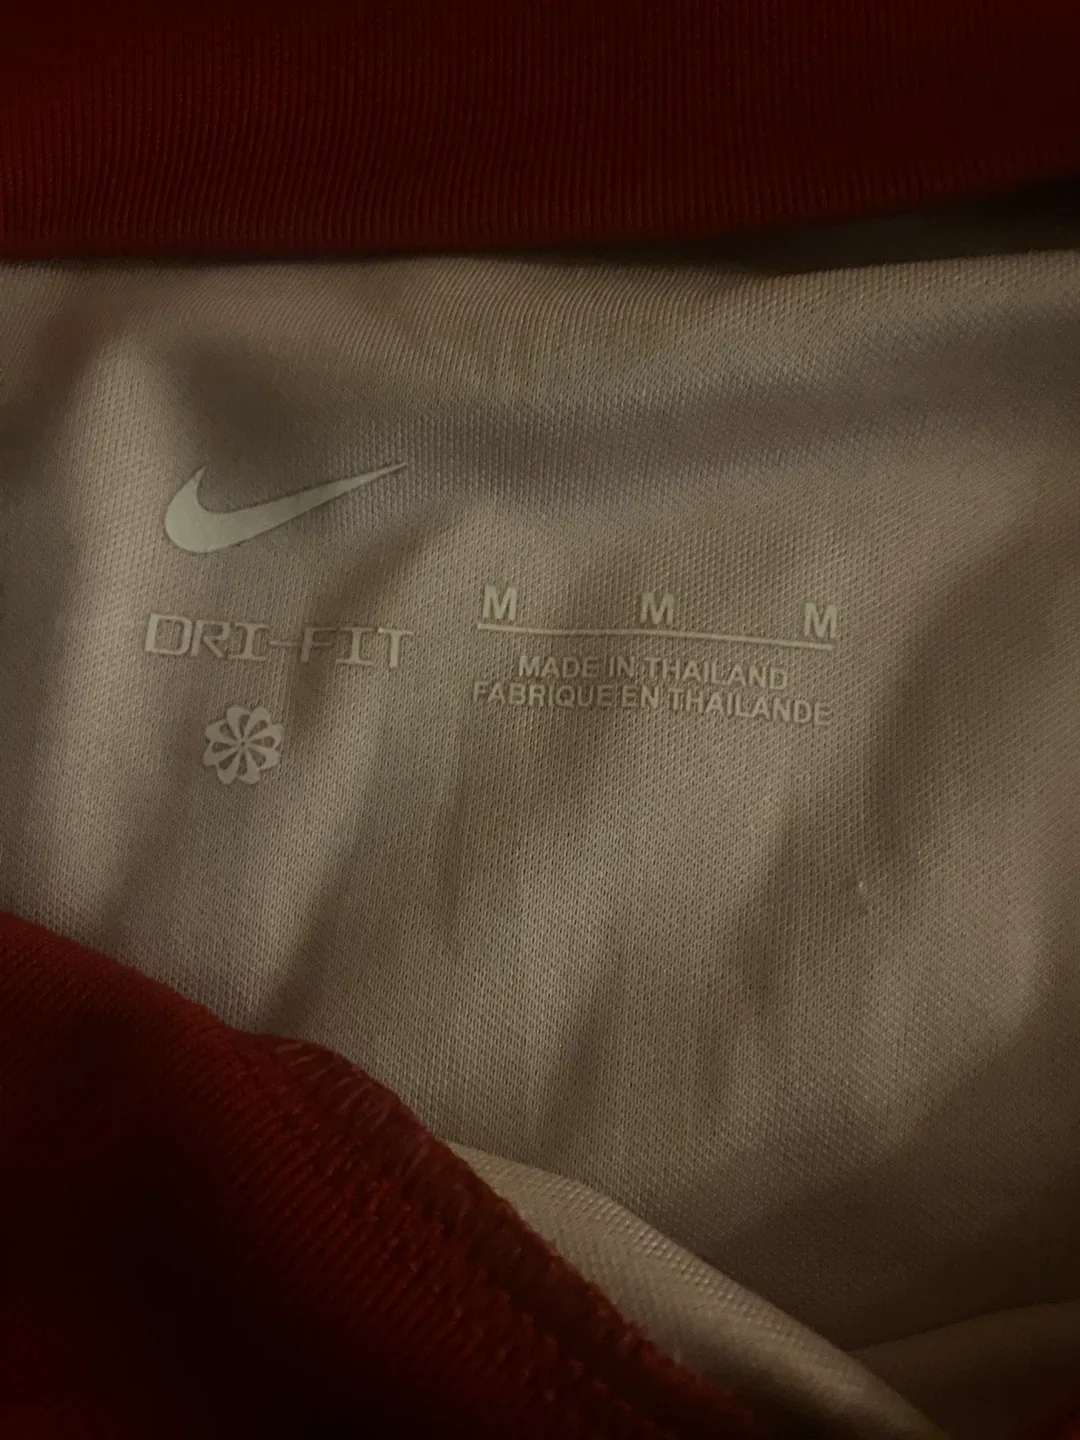 DRI-FIT
M M M
MADE IN THAILAND
FABRIQUE EN THAILANDE